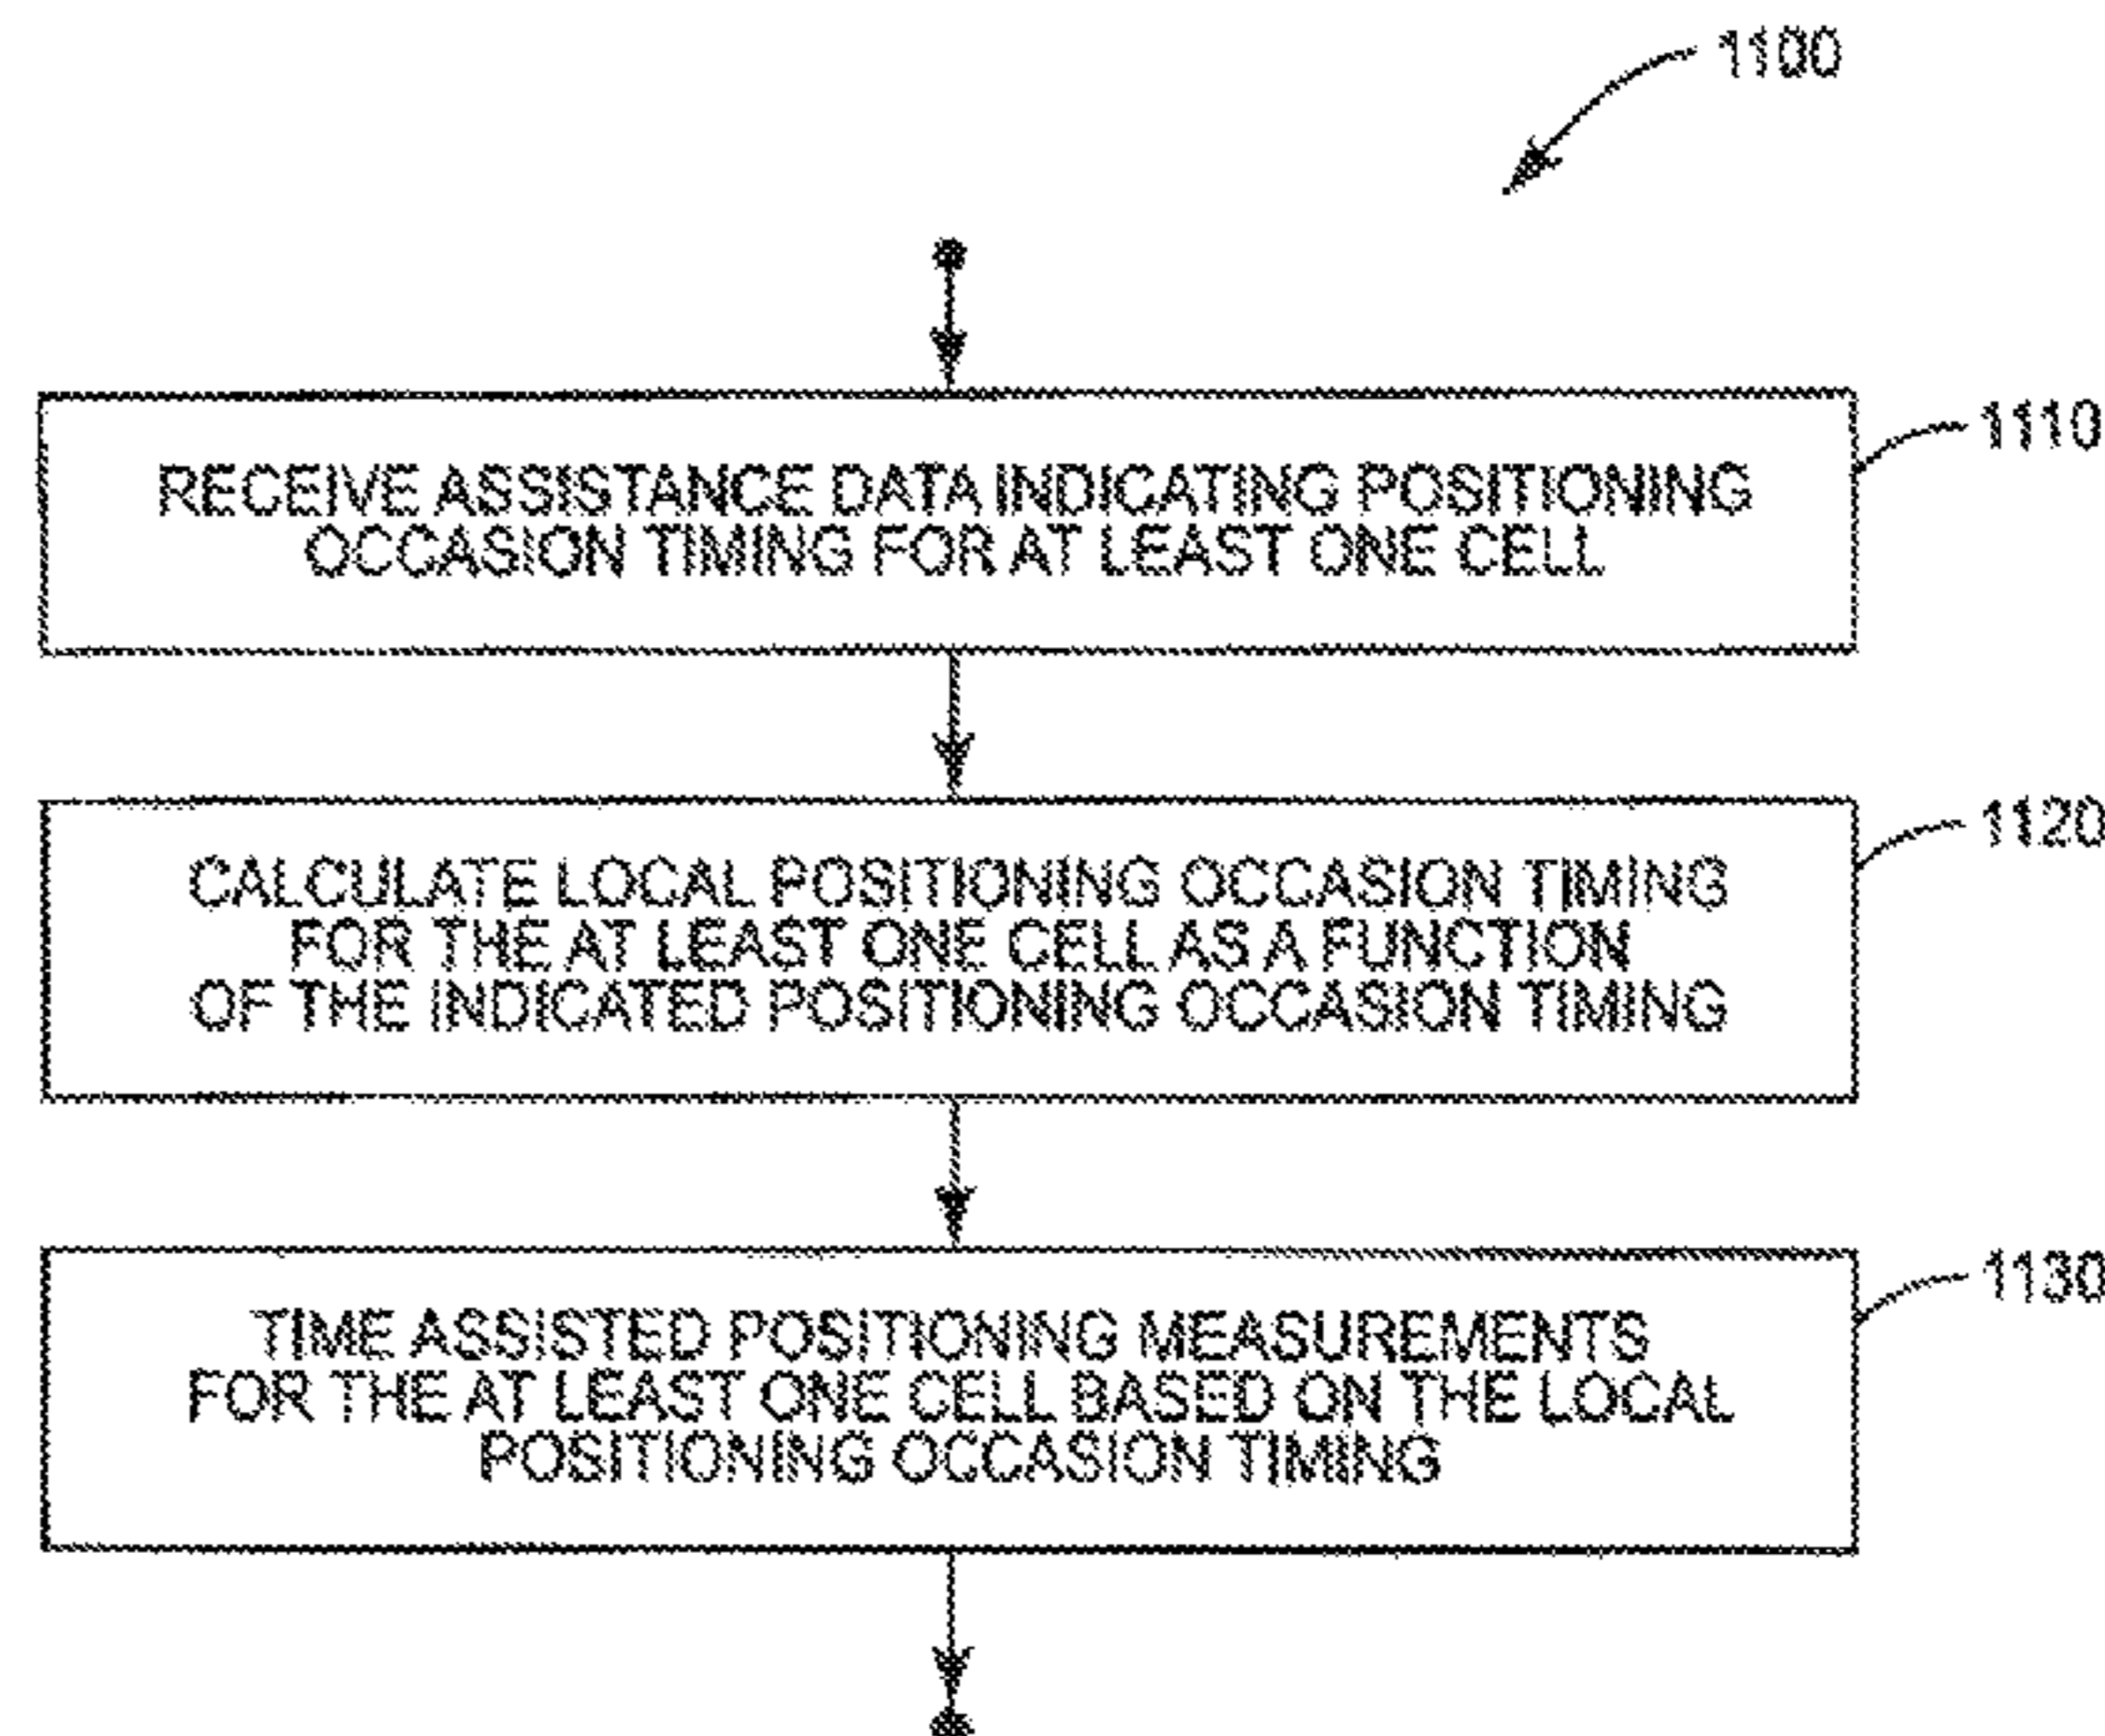 1100
RECEIVE ASSISTANCE DATA INDICATING POSITIONING
OCCASION TIMING FOR AT LEAST ONE CELL
1110
CALCULATE LOCAL POSITIONING OCCASION TIMING
FOR THE AT LEAST ONE CELL AS A FUNCTION
OF THE INDICATED POSITIONING OCCASION TIMING
1120
TIME ASSISTED POSITIONING MEASUREMENTS
FOR THE AT LEAST ONE CELL BASED ON THE LOCAL
POSITIONING OCCASION TIMING
1130